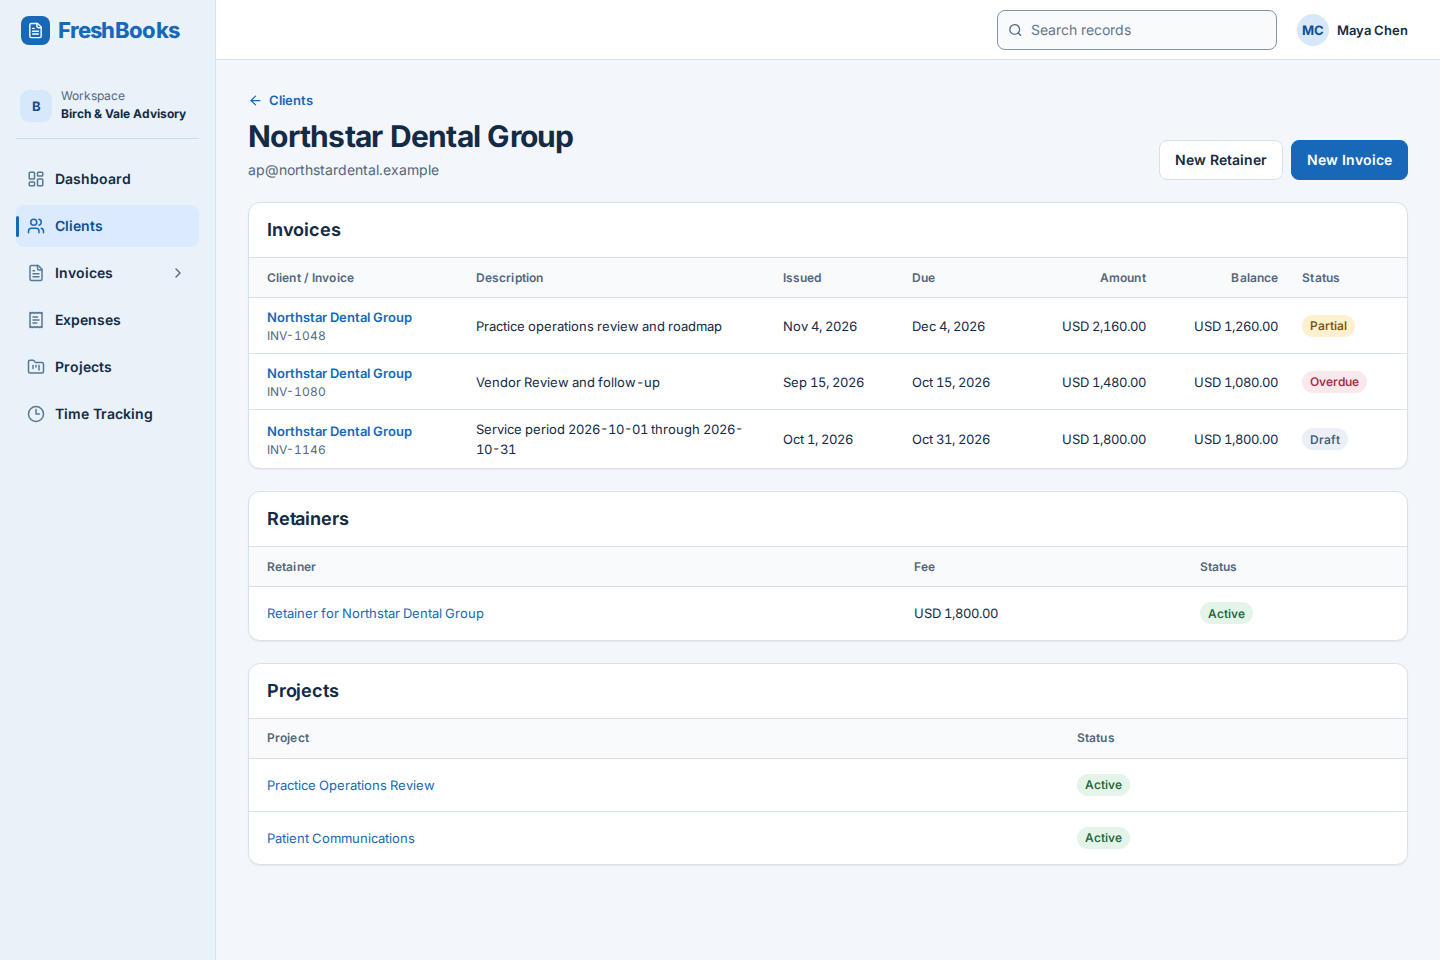 FreshBooks
Search records
MC
Maya Chen
B
Workspace
Birch & Vale Advisory
Dashboard
Clients
Invoices
Expenses
Projects
Time Tracking
Clients
Northstar Dental Group
ap@northstardental.example
New Retainer
New Invoice
Invoices
Client / Invoice Description Issued Due Amount Balance Status
Northstar Dental Group
INV-1048
Practice operations review and roadmap Nov 4, 2026 Dec 4, 2026 USD 2,160.00 USD 1,260.00 Partial
Northstar Dental Group
INV-1080
Vendor Review and follow-up Sep 15, 2026 Oct 15, 2026 USD 1,480.00 USD 1,080.00 Overdue
Northstar Dental Group
INV-1146
Service period 2026-10-01 through 2026-
10-31
Oct 1, 2026 Oct 31, 2026 USD 1,800.00 USD 1,800.00 Draft
Retainers
Retainer Fee Status
Retainer for Northstar Dental Group USD 1,800.00 Active
Projects
Project Status
Practice Operations Review Active
Patient Communications Active